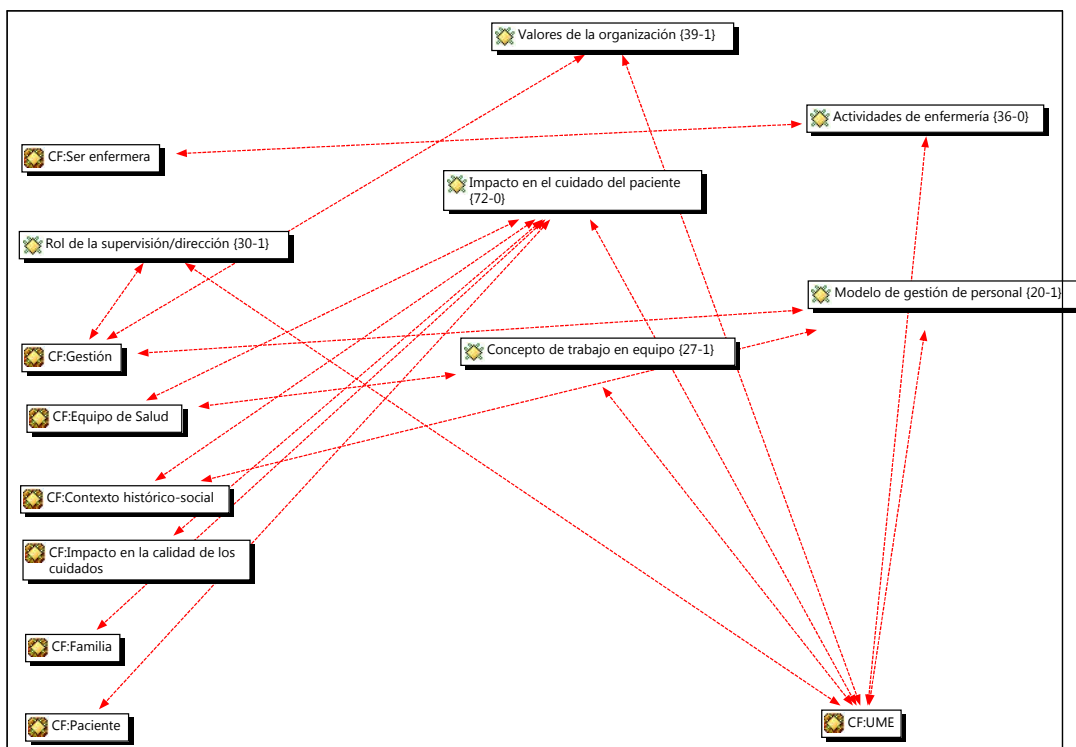 Valores de la organización {39-1}
Actividades de enfermería {36-0}
CF:Ser enfermera
Impacto en el cuidado del paciente
{72-0}
Rol de la supervisión/dirección {30-1}
Modelo de gestión de personal {20-1}
CF:Gestión
Concepto de trabajo en equipo {27-1}
CF:Equipo de Salud
CF:Contexto histórico-social
CF:Impacto en la calidad de los
cuidados
CF:Familia
CF:Paciente
CF:UME